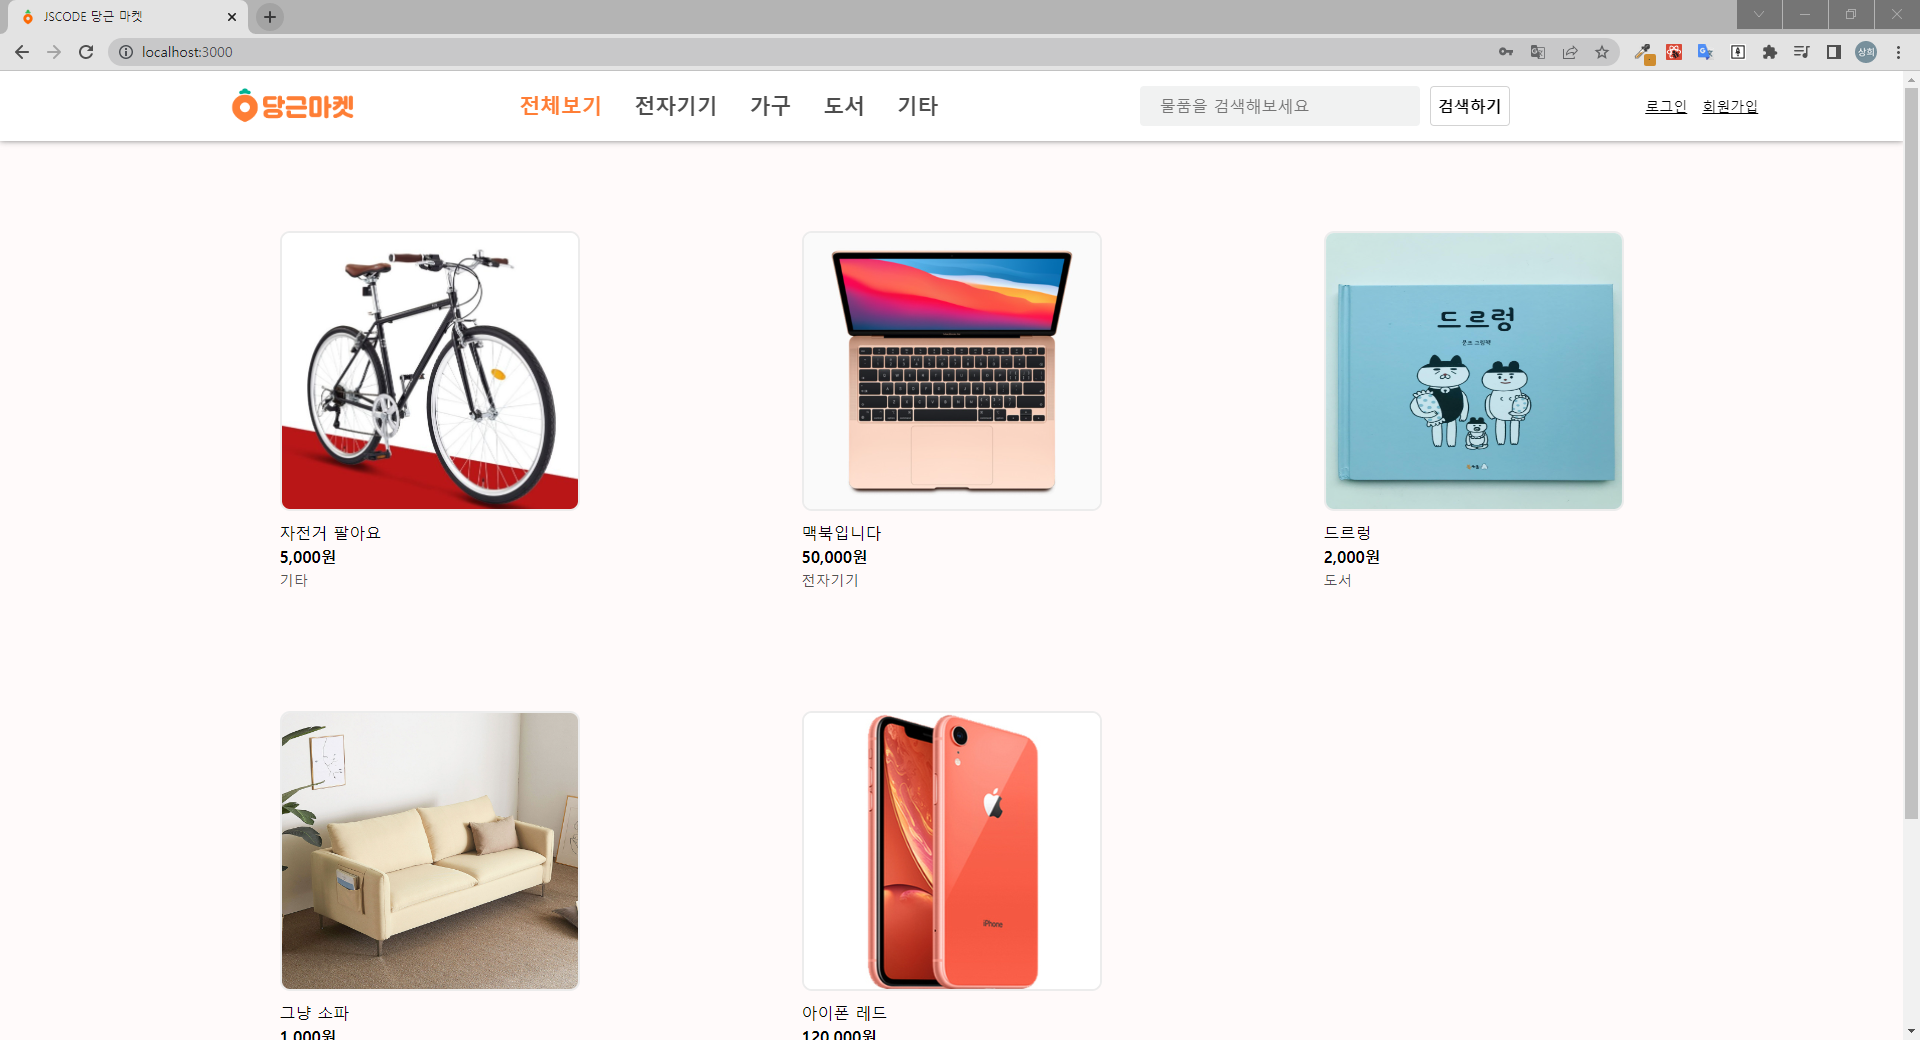 JSCODE 당근 마켓
localhost:3000
상희
당근마켓
전체보기 전자기기 가구 도서 기타
물품을 검색해보세요
검색하기
로그인 회원가입
드르렁
자전거 팔아요
5,000원
기타
맥북입니다
50,000원
전자기기
드르렁
2,000원
도서
iPhone
그냥 소파
1,000원
아이폰 레드
120,000원